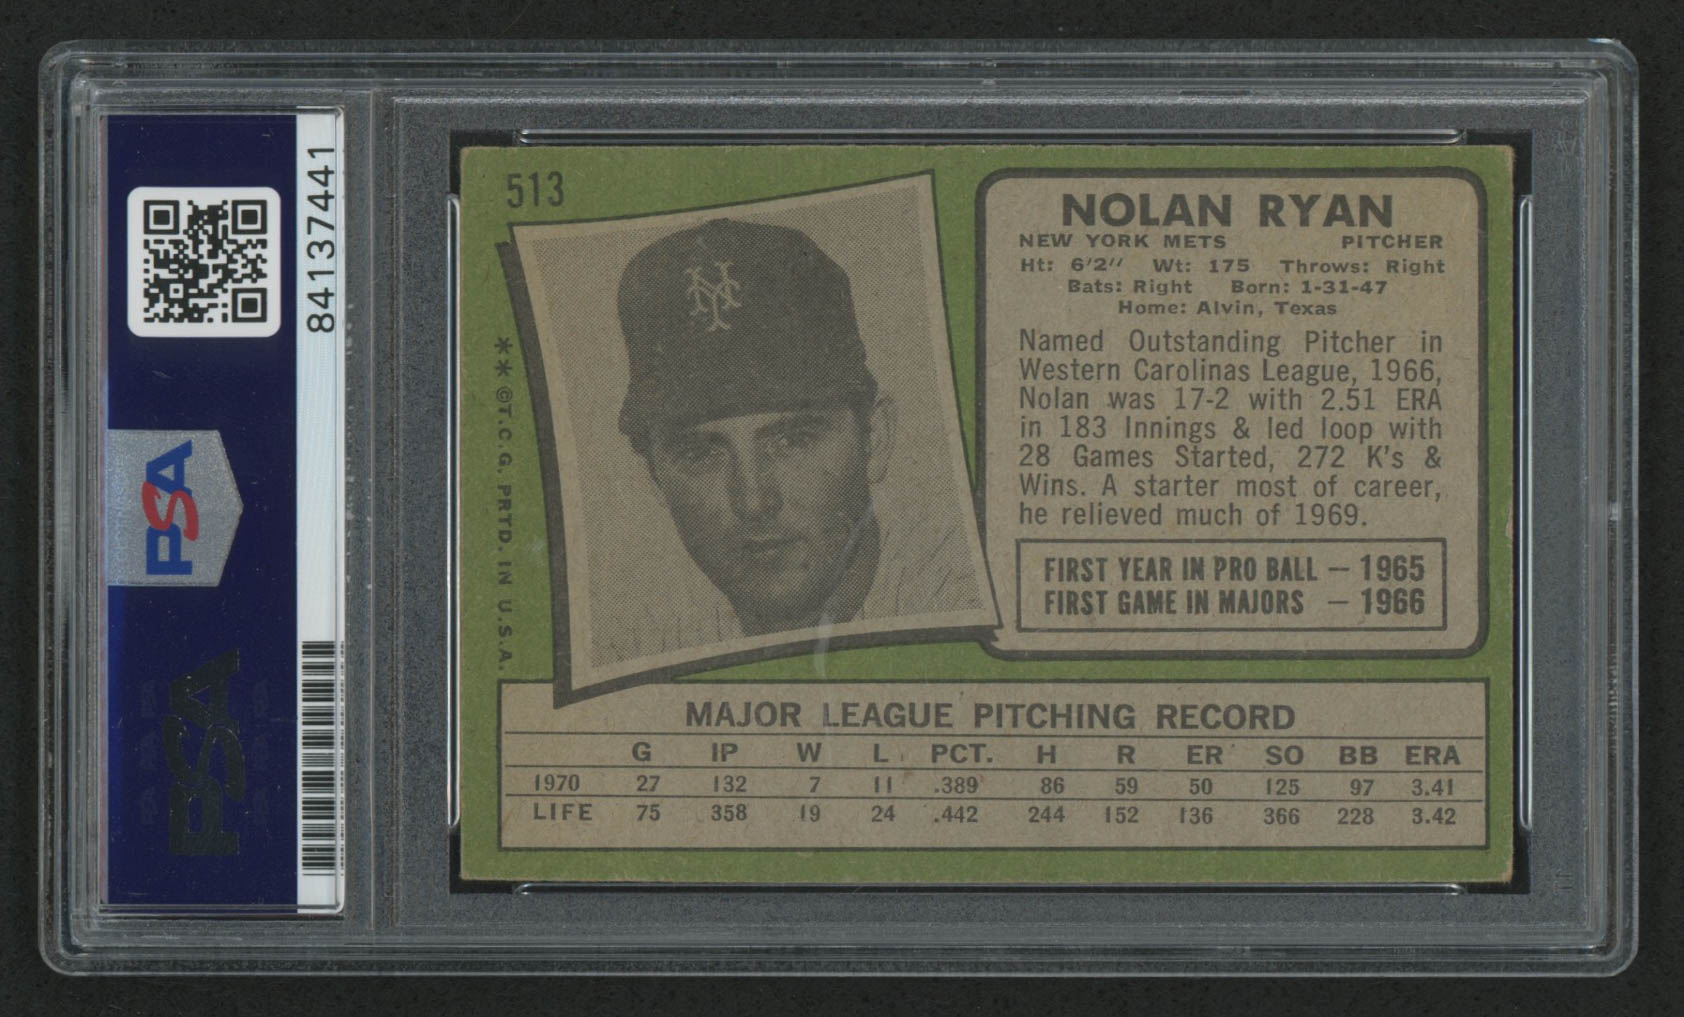 84137441
PSA
PSA
513
NY
**©T.C.G. PRTD. IN U.S.A.
NOLAN RYAN
NEW YORK METS PITCHER
Ht: 6'2" Wt: 175 Throws: Right
Bats: Right Born: 1-31-47
Home: Alvin, Texas
Named Outstanding Pitcher in
Western Carolinas League, 1966,
Nolan was 17-2 with 2.51 ERA
in 183 Innings & led loop with
28 Games Started, 272 K's &
Wins. A starter most of career,
he relieved much of 1969.
FIRST YEAR IN PRO BALL — 1965
FIRST GAME IN MAJORS — 1966
MAJOR LEAGUE PITCHING RECORD
G IP W L PCT. H R ER SO BB ERA
1970 27 132 7 11 .389 86 59 50 125 97 3.41
LIFE 75 358 19 24 .442 244 152 136 366 228 3.42